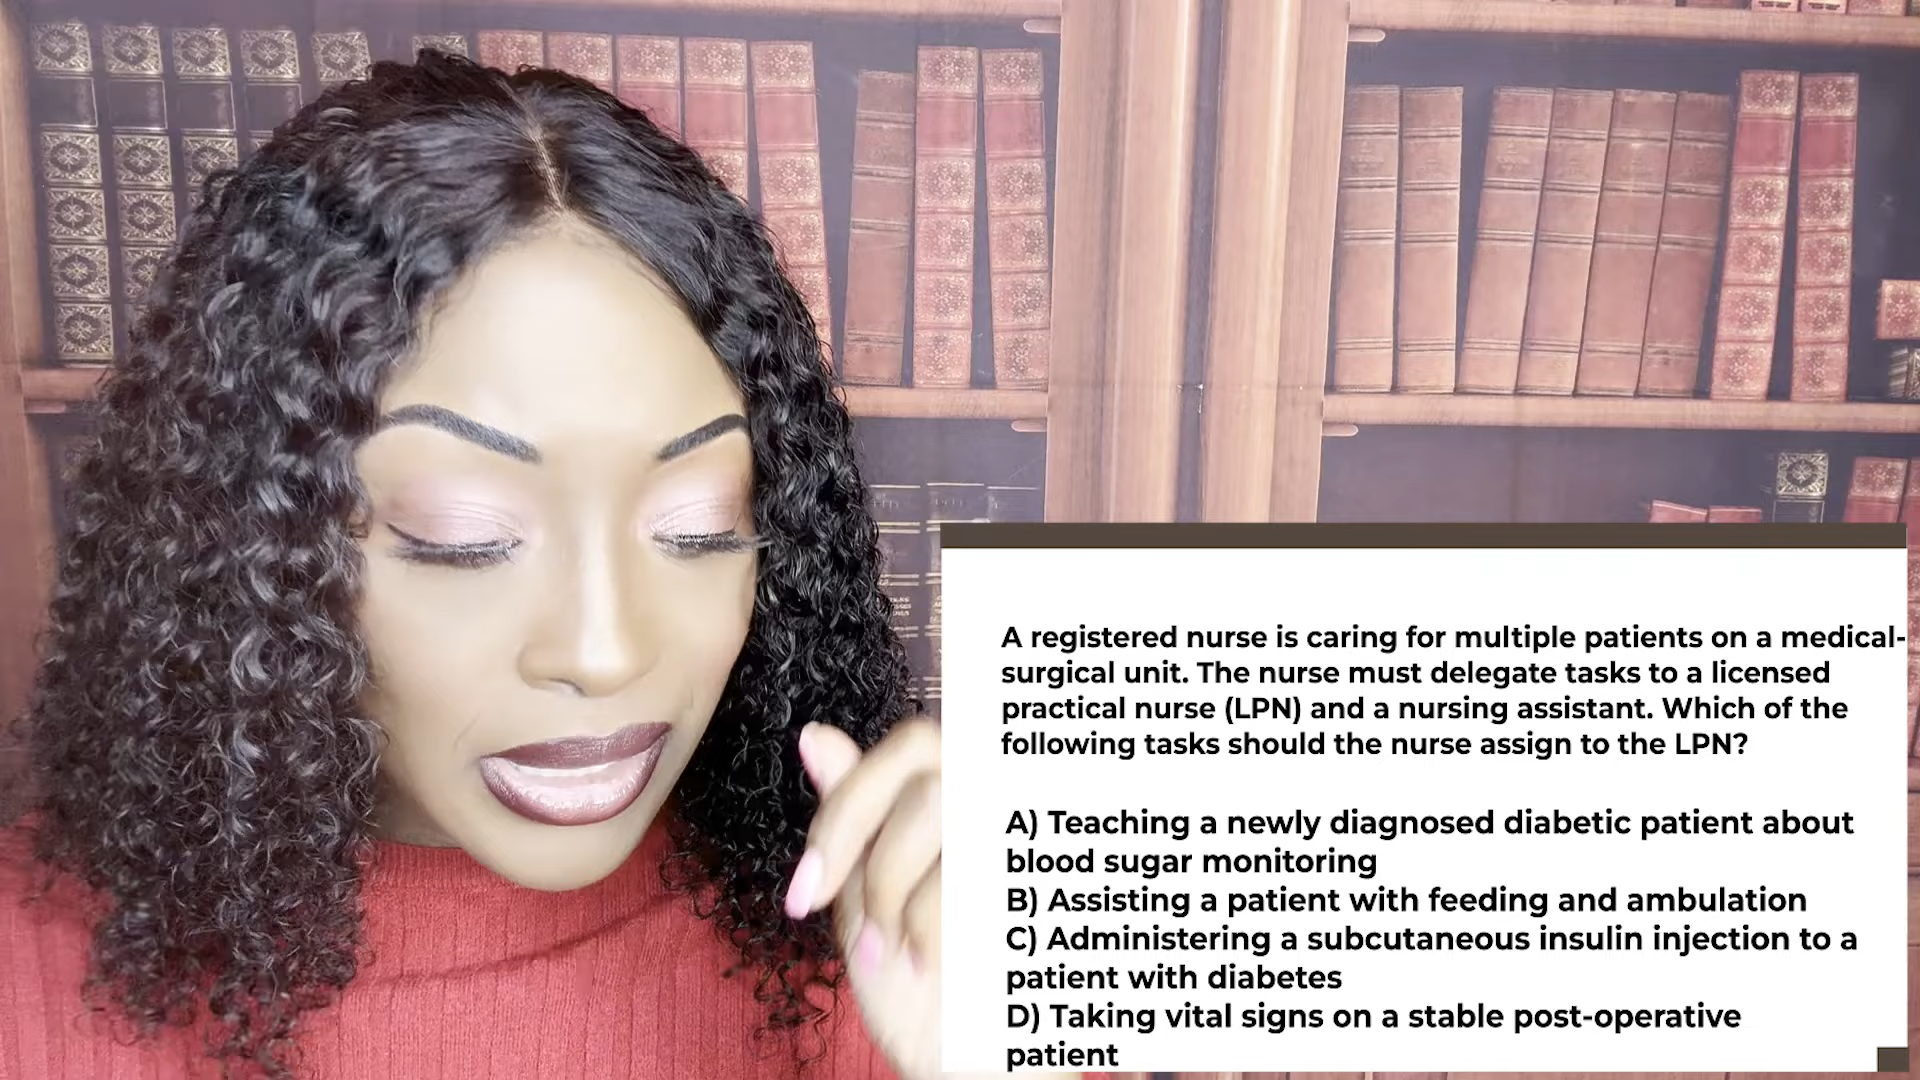 A registered nurse is caring for multiple patients on a medical-
surgical unit. The nurse must delegate tasks to a licensed
practical nurse (LPN) and a nursing assistant. Which of the
following tasks should the nurse assign to the LPN?
A) Teaching a newly diagnosed diabetic patient about
blood sugar monitoring
B) Assisting a patient with feeding and ambulation
C) Administering a subcutaneous insulin injection to a
patient with diabetes
D) Taking vital signs on a stable post-operative
patient